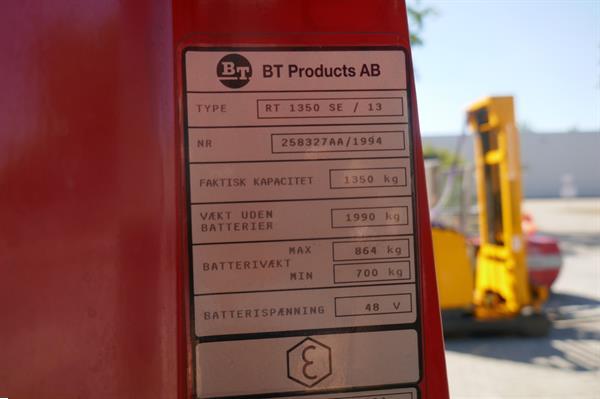 BT BT Products AB
TYPE RT 1350 SE / 13
NR 258327AA/1994
FAKTISK KAPACITET 1350 kg
VÆKT UDEN BATTERIER 1990 kg
BATTERIVÆKT MAX 864 kg
MIN 700 kg
BATTERISPÆNNING 48 V